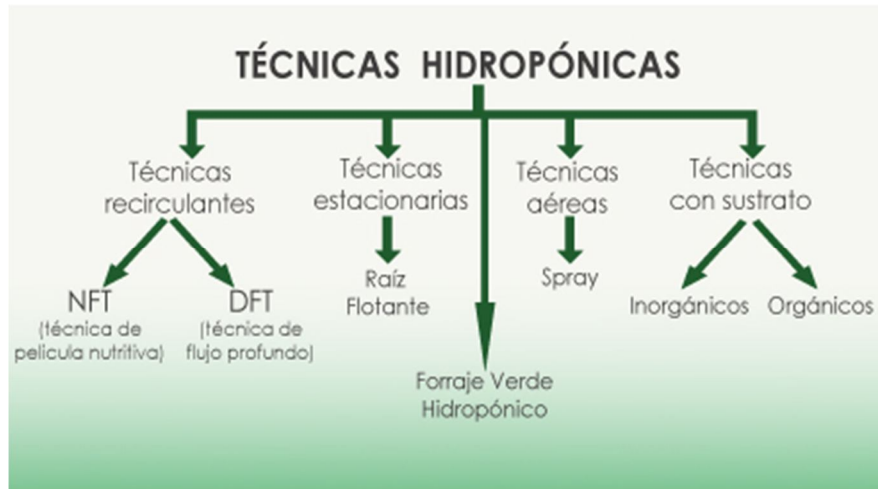 TÉCNICAS HIDROPÓNICAS
Técnicas
recirculantes
NFT
(técnica de
pelicula nutritiva)
DFT
(técnica de
flujo profundo)
Técnicas
estacionarias
Raíz
Flotante
Forraje Verde
Hidropónico
Técnicas
aéreas
Spray
Técnicas
con sustrato
Inorgánicos
Orgánicos